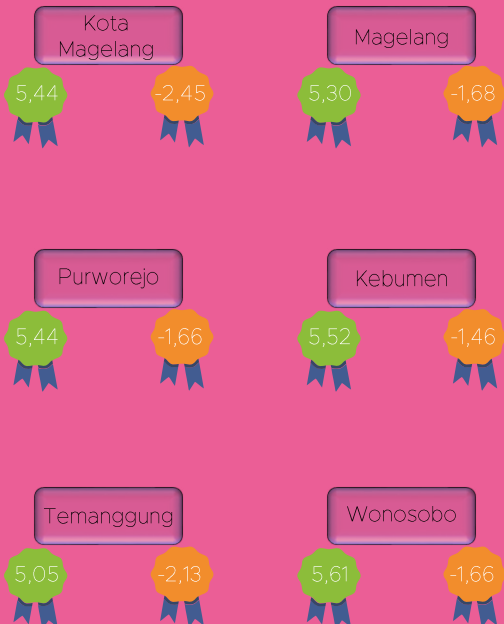 Kota
Magelang
Magelang
5,44
-2,45
5,30
-1,68
Purworejo
Kebumen
5,44
-1,66
5,52
-1,46
Temanggung
Wonosobo
5,05
-2,13
5,61
-1,66